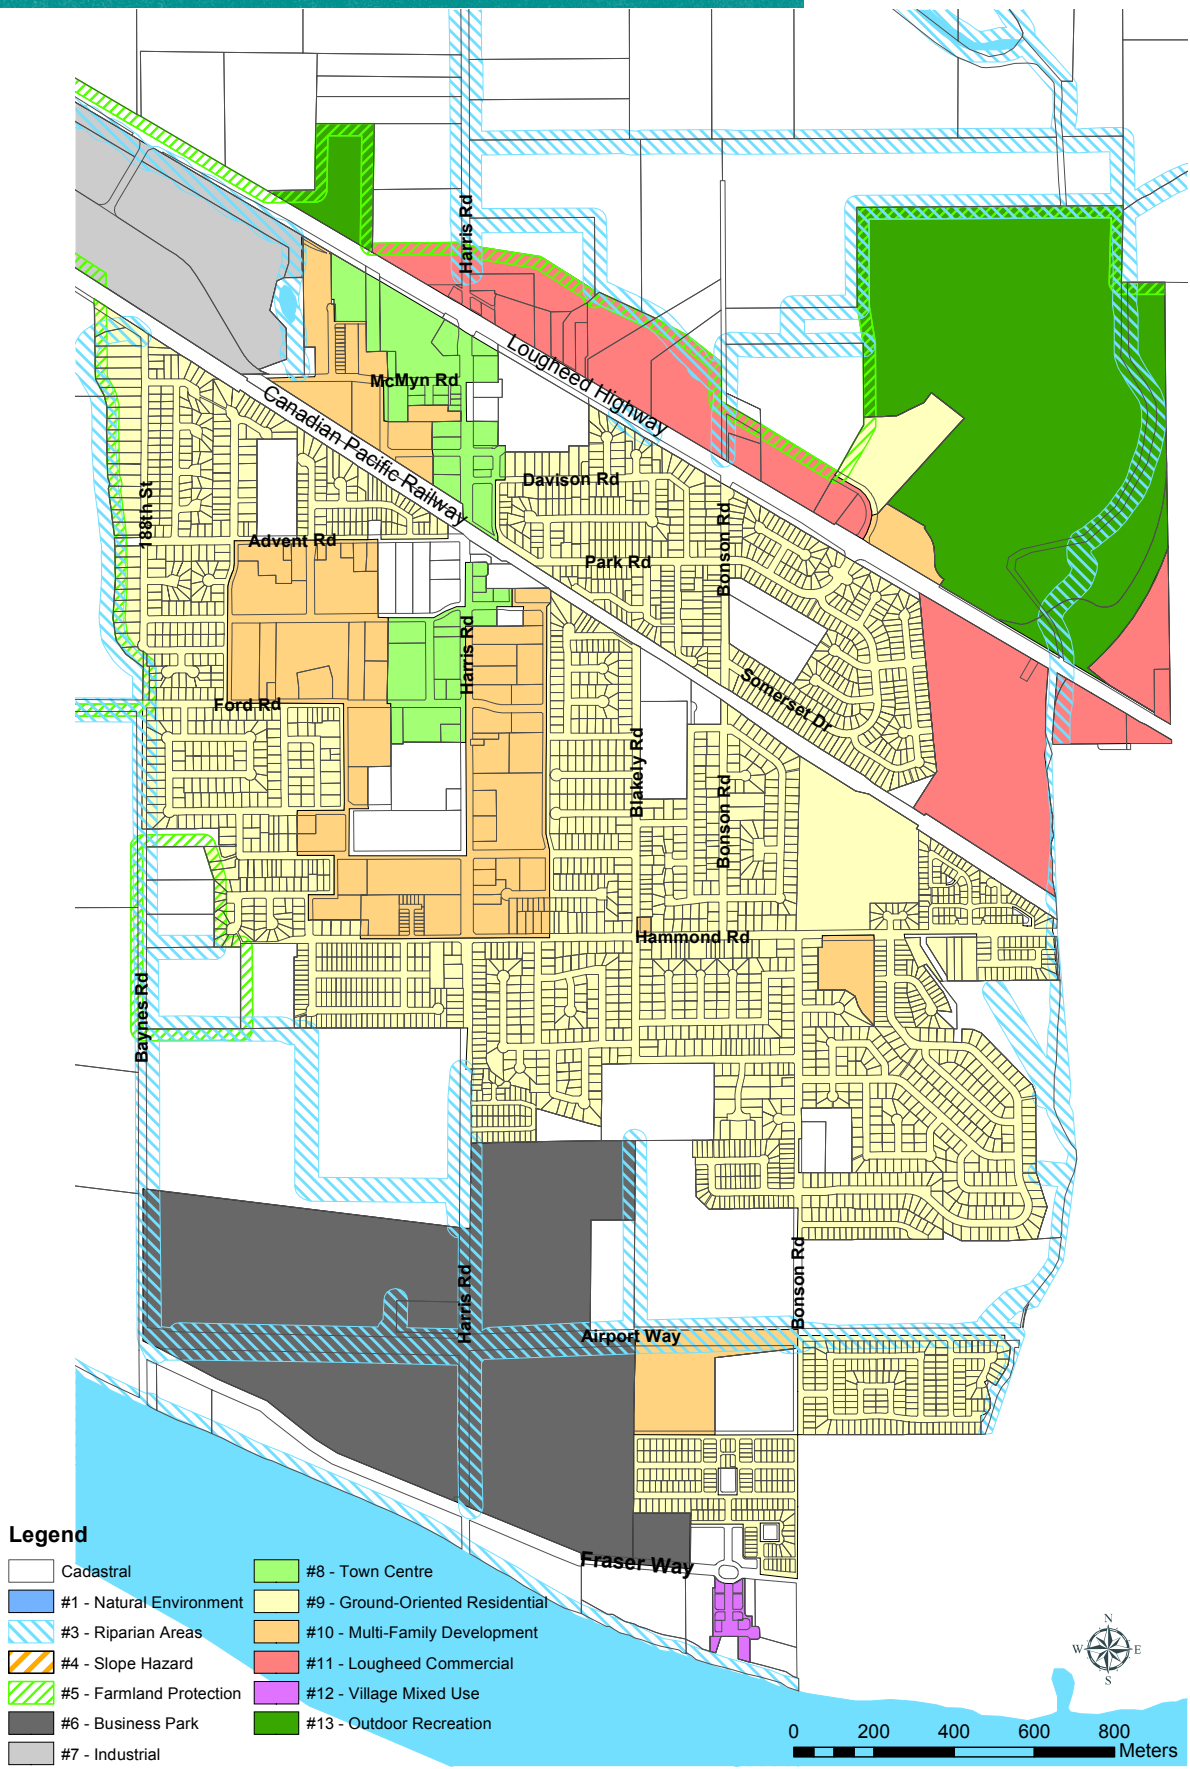 Harris Rd
Lougheed Highway
McMyn Rd
Canadian Pacific Railway
Davison Rd
188th St
Bonson Rd
Advent Rd
Park Rd
Harris Rd
Somerset Dr
Ford Rd
Blakely Rd
Bonson Rd
Hammond Rd
Baynes Rd
Bonson Rd
Harris Rd
Airport Way
Fraser Way
Legend
Cadastral
#1 - Natural Environment
#3 - Riparian Areas
#4 - Slope Hazard
#5 - Farmland Protection
#6 - Business Park
#7 - Industrial
#8 - Town Centre
#9 - Ground-Oriented Residential
#10 - Multi-Family Development
#11 - Lougheed Commercial
#12 - Village Mixed Use
#13 - Outdoor Recreation
N
W E
S
0 200 400 600 800
Meters